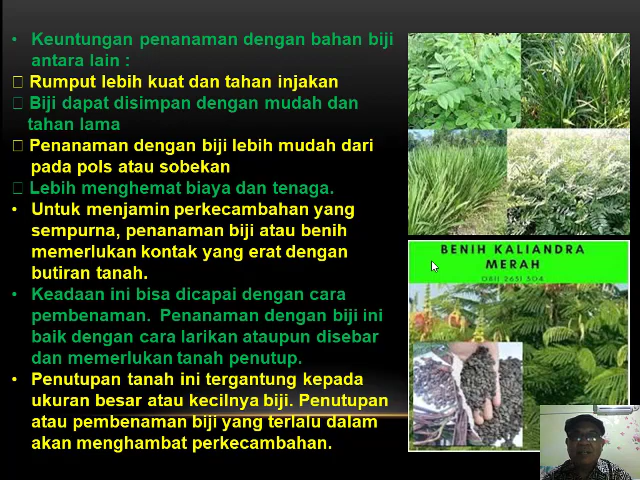 • Keuntungan penanaman dengan bahan biji
antara lain :
Rumput lebih kuat dan tahan injakan
Biji dapat disimpan dengan mudah dan
tahan lama
Penanaman dengan biji lebih mudah dari
pada pols atau sobekan
Lebih menghemat biaya dan tenaga.
• Untuk menjamin perkecambahan yang
sempurna, penanaman biji atau benih
memerlukan kontak yang erat dengan
butiran tanah.
• Keadaan ini bisa dicapai dengan cara
pembenaman. Penanaman dengan biji ini
baik dengan cara larikan ataupun disebar
dan memerlukan tanah penutup.
• Penutupan tanah ini tergantung kepada
ukuran besar atau kecilnya biji. Penutupan
atau pembenaman biji yang terlalu dalam
akan menghambat perkecambahan.
BENIH KALIANDRA
MERAH
0811 2651 304